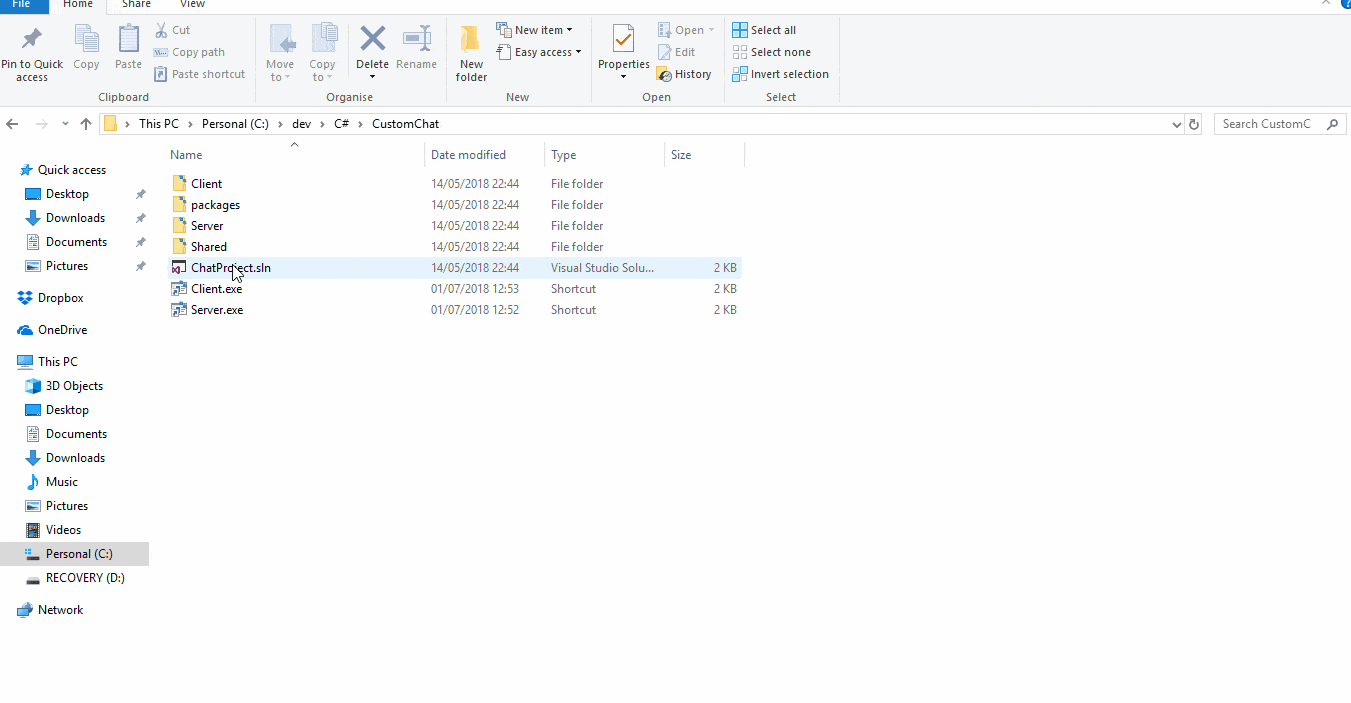 File Home Share View
Pin to Quick access
Copy
Paste
Cut
Copy path
Paste shortcut
Clipboard
Move to
Copy to
Delete
Rename
Organise
New folder
New item
Easy access
New
Properties
Open
Edit
History
Open
Select all
Select none
Invert selection
Select
This PC Personal (C:) dev C# CustomChat
Search CustomC
Name Date modified Type Size
Client 14/05/2018 22:44 File folder
packages 14/05/2018 22:44 File folder
Server 14/05/2018 22:44 File folder
Shared 14/05/2018 22:44 File folder
ChatProject.sln 14/05/2018 22:44 Visual Studio Solu... 2 KB
Client.exe 01/07/2018 12:53 Shortcut 2 KB
Server.exe 01/07/2018 12:52 Shortcut 2 KB
Quick access
Desktop
Downloads
Documents
Pictures
Dropbox
OneDrive
This PC
3D Objects
Desktop
Documents
Downloads
Music
Pictures
Videos
Personal (C:)
RECOVERY (D:)
Network